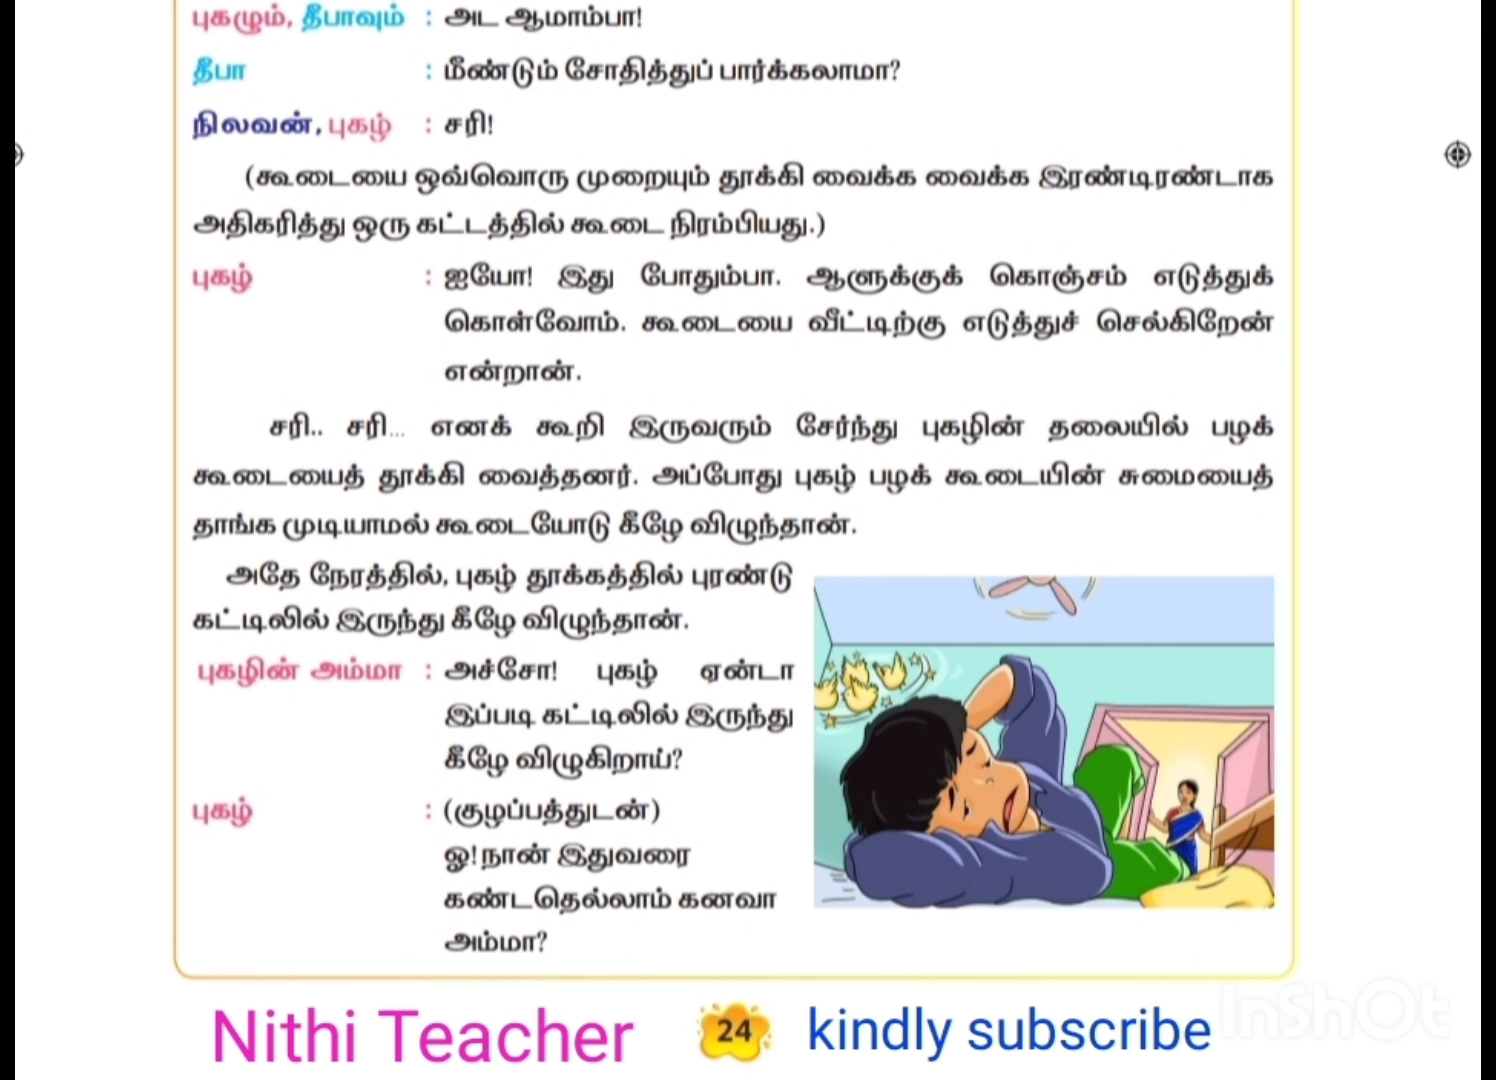 புகழும், தீபாவும் : அட ஆமாம்பா!
தீபா : மீண்டும் சோதித்துப் பார்க்கலாமா?
நிலவன், புகழ் : சரி!
(கூடையை ஒவ்வொரு முறையும் தூக்கி வைக்க வைக்க இரண்டிரண்டாக
அதிகரித்து ஒரு கட்டத்தில் கூடை நிரம்பியது.)
புகழ் : ஐயோ! இது போதும்பா. ஆளுக்குக் கொஞ்சம் எடுத்துக்
கொள்வோம். கூடையை வீட்டிற்கு எடுத்துச் செல்கிறேன்
என்றான்.
சரி.. சரி... எனக் கூறி இருவரும் சேர்ந்து புகழின் தலையில் பழக்
கூடையைத் தூக்கி வைத்தனர். அப்போது புகழ் பழக் கூடையின் சுமையைத்
தாங்க முடியாமல் கூடையோடு கீழே விழுந்தான்.
அதே நேரத்தில், புகழ் தூக்கத்தில் புரண்டு
கட்டிலில் இருந்து கீழே விழுந்தான்.
புகழின் அம்மா : அச்சோ! புகழ் ஏன்டா
இப்படி கட்டிலில் இருந்து
கீழே விழுகிறாய்?
புகழ் : (குழப்பத்துடன்)
ஓ! நான் இதுவரை
கண்டதெல்லாம் கனவா
அம்மா?
Nithi Teacher 24 kindly subscribe InShOt